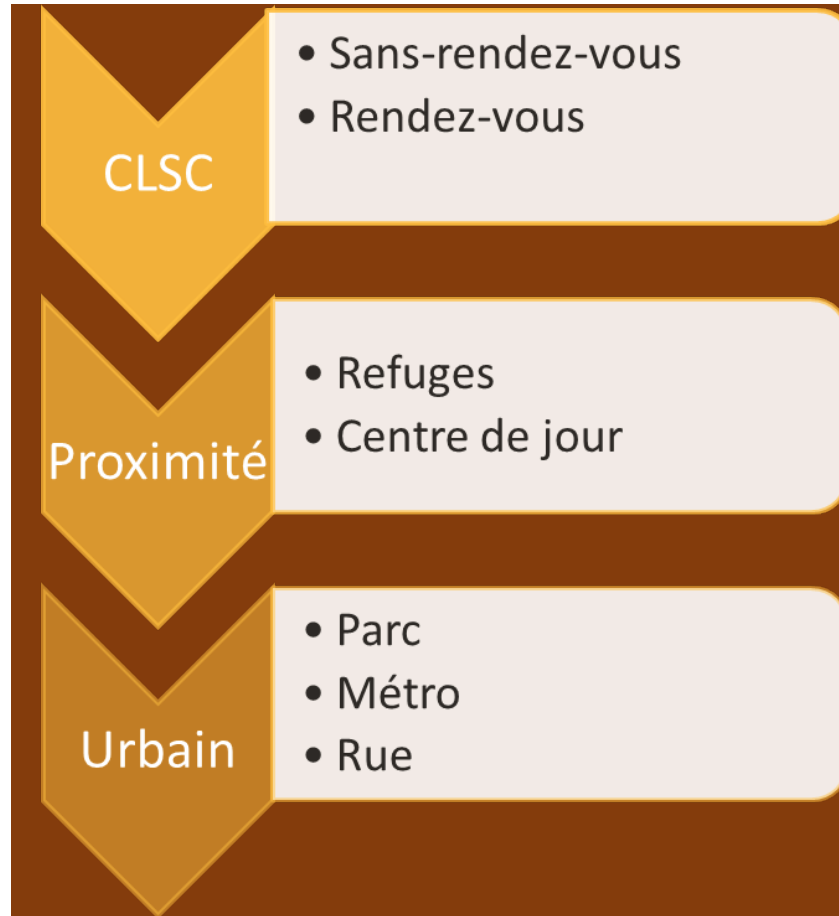 CLSC
• Sans-rendez-vous
• Rendez-vous
Proximité
• Refuges
• Centre de jour
Urbain
• Parc
• Métro
• Rue